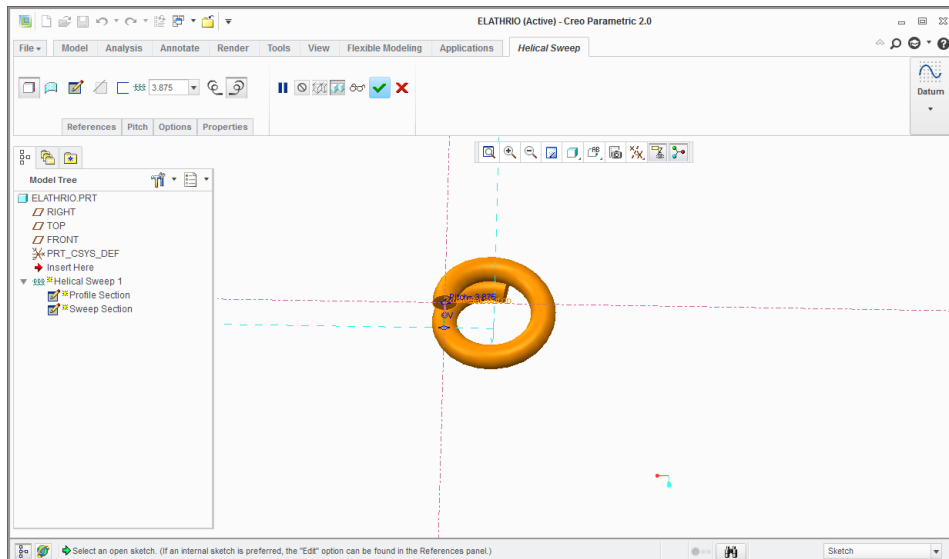 ELATHRIO (Active) - Creo Parametric 2.0
File Model Analysis Annotate Render Tools View Flexible Modeling Applications Helical Sweep
3.875
Datum
References Pitch Options Properties
Model Tree
ELATHRIO.PRT
RIGHT
TOP
FRONT
PRT_CSYS_DEF
Insert Here
Helical Sweep 1
Profile Section
Sweep Section
Pitch 3.875
Select an open sketch. (If an internal sketch is preferred, the "Edit" option can be found in the References panel.)
Sketch